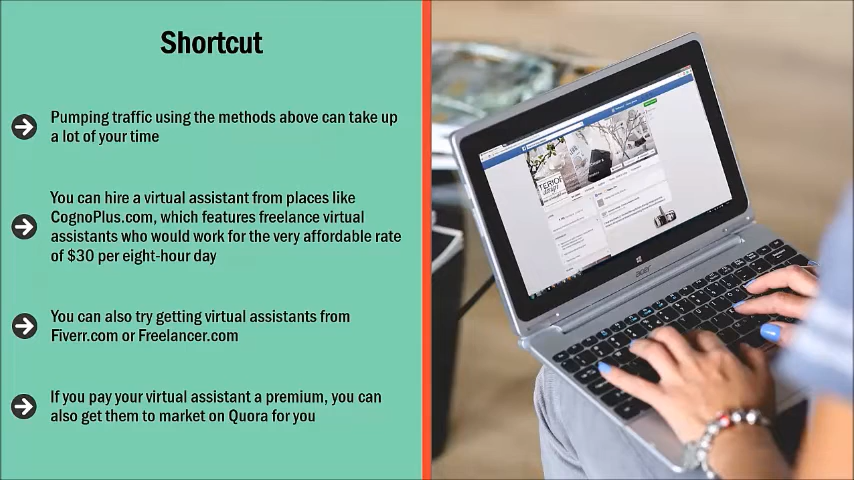 Shortcut
Pumping traffic using the methods above can take up
a lot of your time
You can hire a virtual assistant from places like
CognoPlus.com, which features freelance virtual
assistants who would work for the very affordable rate
of $30 per eight-hour day
You can also try getting virtual assistants from
Fiverr.com or Freelancer.com
If you pay your virtual assistant a premium, you can
also get them to market on Quora for you
acer